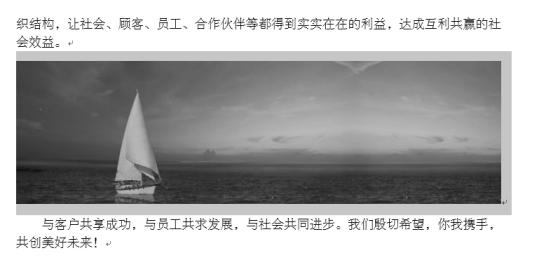 织结构，让社会、顾客、员工、合作伙伴等都得到实实在在的利益，达成互利共赢的社
会效益。
与客户共享成功，与员工共求发展，与社会共同进步。我们殷切希望，你我携手，
共创美好未来！